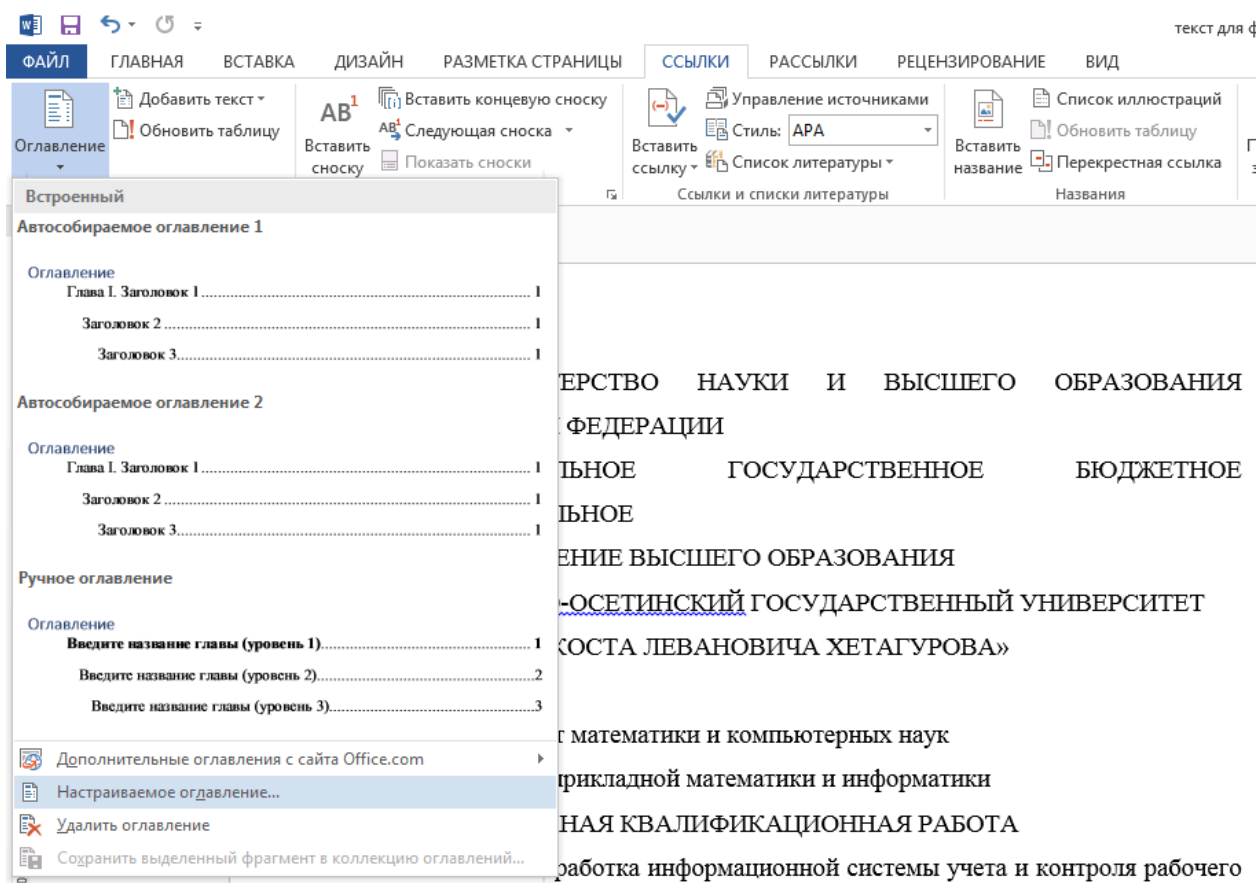 текст для ф
ФАЙЛ ГЛАВНАЯ ВСТАВКА ДИЗАЙН РАЗМЕТКА СТРАНИЦЫ ССЫЛКИ РАССЫЛКИ РЕЦЕНЗИРОВАНИЕ ВИД
Оглавление
Добавить текст
Обновить таблицу
AB1
Вставить
сноску
Вставить концевую сноску
Следующая сноска
Показать сноски
Вставить
ссылку
Управление источниками
Стиль: APA
Список литературы
Ссылки и списки литературы
Вставить
название
Список иллюстраций
Обновить таблицу
Перекрестная ссылка
Названия
Встроенный
Автособираемое оглавление 1
Оглавление
Глава I. Заголовок 1 1
Заголовок 2 1
Заголовок 3 1
Автособираемое оглавление 2
Оглавление
Глава I. Заголовок 1 1
Заголовок 2 1
Заголовок 3 1
Ручное оглавление
Оглавление
Введите название главы (уровень 1) 1
Введите название главы (уровень 2) 2
Введите название главы (уровень 3) 3
Дополнительные оглавления с сайта Office.com
Настраиваемое оглавление...
Удалить оглавление
Сохранить выделенный фрагмент в коллекцию оглавлений...
ЕРСТВО НАУКИ И ВЫСШЕГО ОБРАЗОВАНИЯ
ФЕДЕРАЦИИ
ЛЬНОЕ ГОСУДАРСТВЕННОЕ БЮДЖЕТНОЕ
ЛЬНОЕ
ЕНИЕ ВЫСШЕГО ОБРАЗОВАНИЯ
-ОСЕТИНСКИЙ ГОСУДАРСТВЕННЫЙ УНИВЕРСИТЕТ
КОСТА ЛЕВАНОВИЧА ХЕТАГУРОВА»
т математики и компьютерных наук
прикладной математики и информатики
НАЯ КВАЛИФИКАЦИОННАЯ РАБОТА
работка информационной системы учета и контроля рабочего